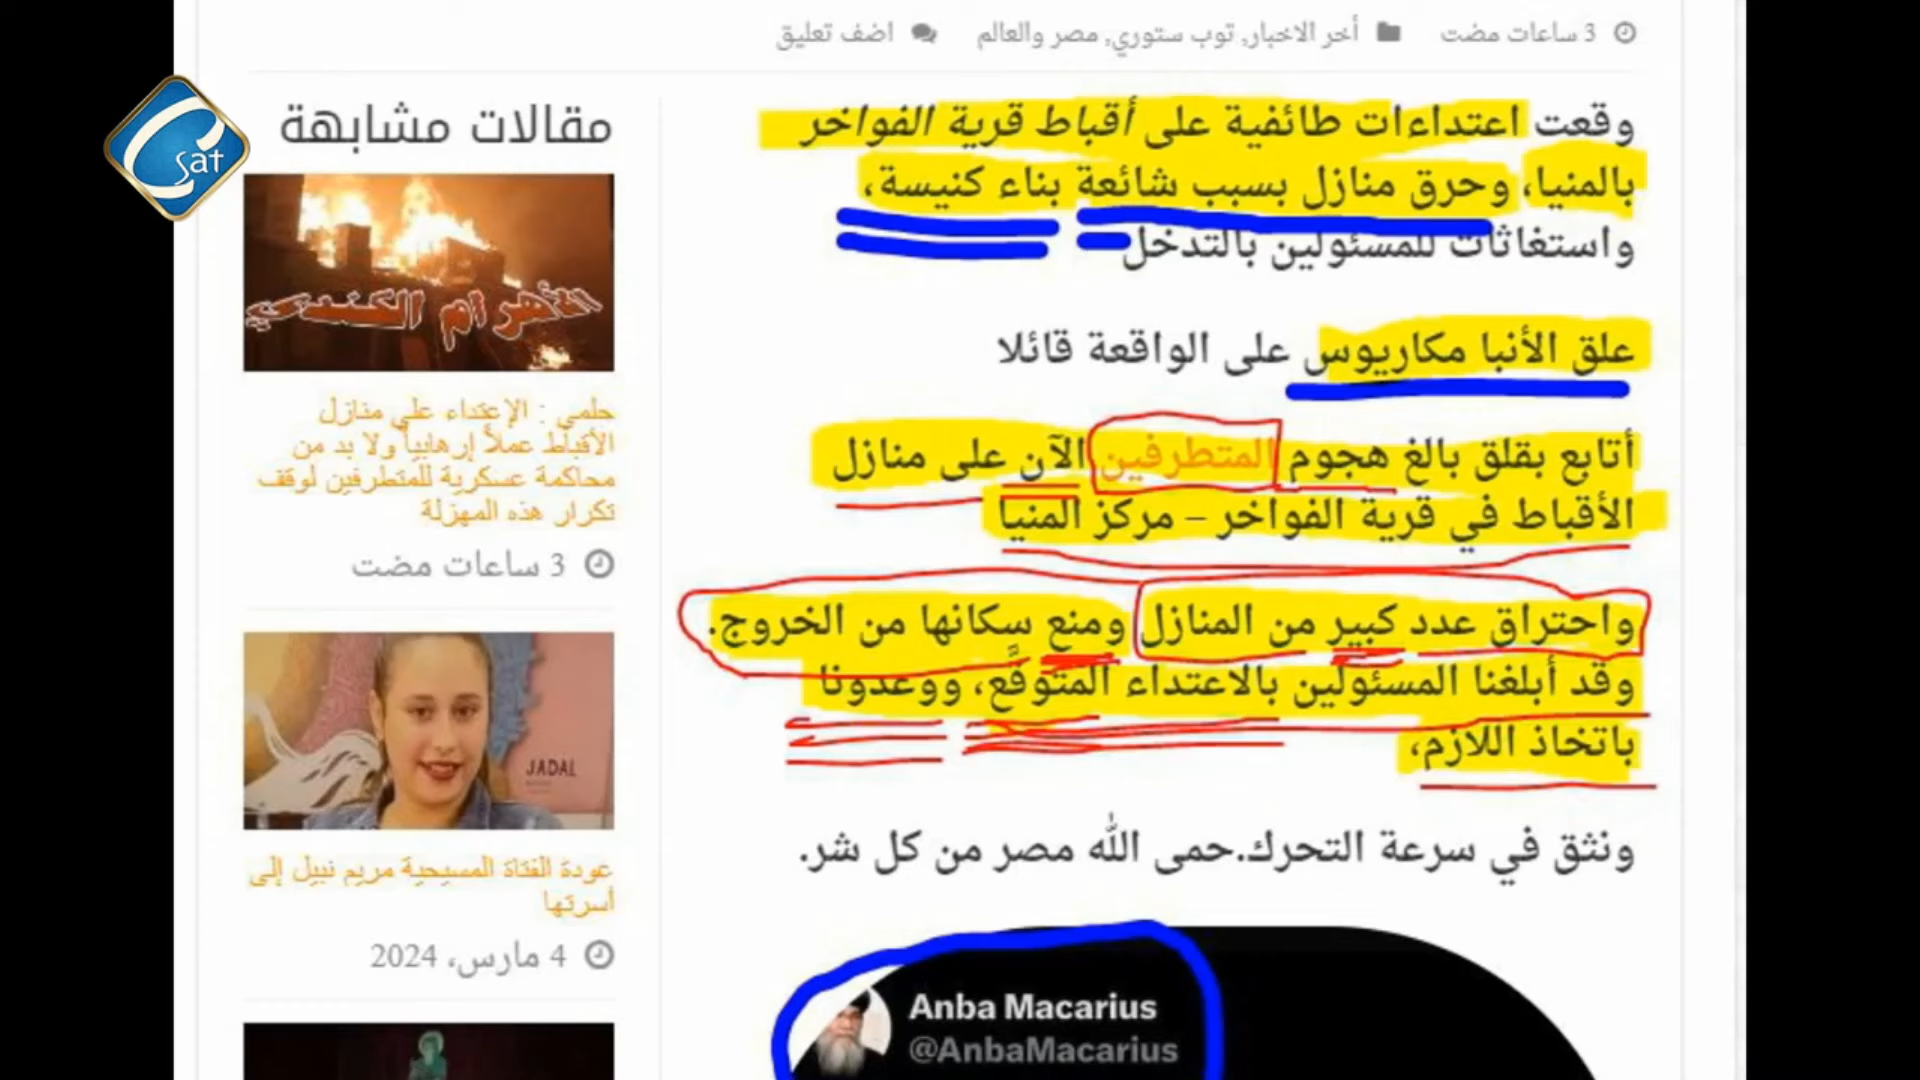 3 ساعات مضت
أخر الاخبار, توب ستوري, مصر والعالم
اضف تعليق
وقعت اعتداءات طائفية على أقباط قرية الفواخر
بالمنيا، وحرق منازل بسبب شائعة بناء كنيسة،
واستغاثات للمسئولين بالتدخل
علق الأنبا مكاريوس على الواقعة قائلا
أتابع بقلق بالغ هجوم المتطرفين الآن على منازل
الأقباط في قرية الفواخر – مركز المنيا
واحتراق عدد كبير من المنازل ومنع سكانها من الخروج.
وقد أبلغنا المسئولين بالاعتداء المتوقَّع، ووعدونا
باتخاذ اللازم،
ونثق في سرعة التحرك.حمى الله مصر من كل شر.
Anba Macarius
@AnbaMacarius
C sat
مقالات مشابهة
الأهرام الكندي
حلمي : الإعتداء علي منازل
الأقباط عملاً إرهابياً ولا بد من
محاكمة عسكرية للمتطرفين لوقف
تكرار هذه المهزلة
3 ساعات مضت
JADAL
عودة الفتاة المسيحية مريم نبيل إلى
أسرتها
4 مارس، 2024